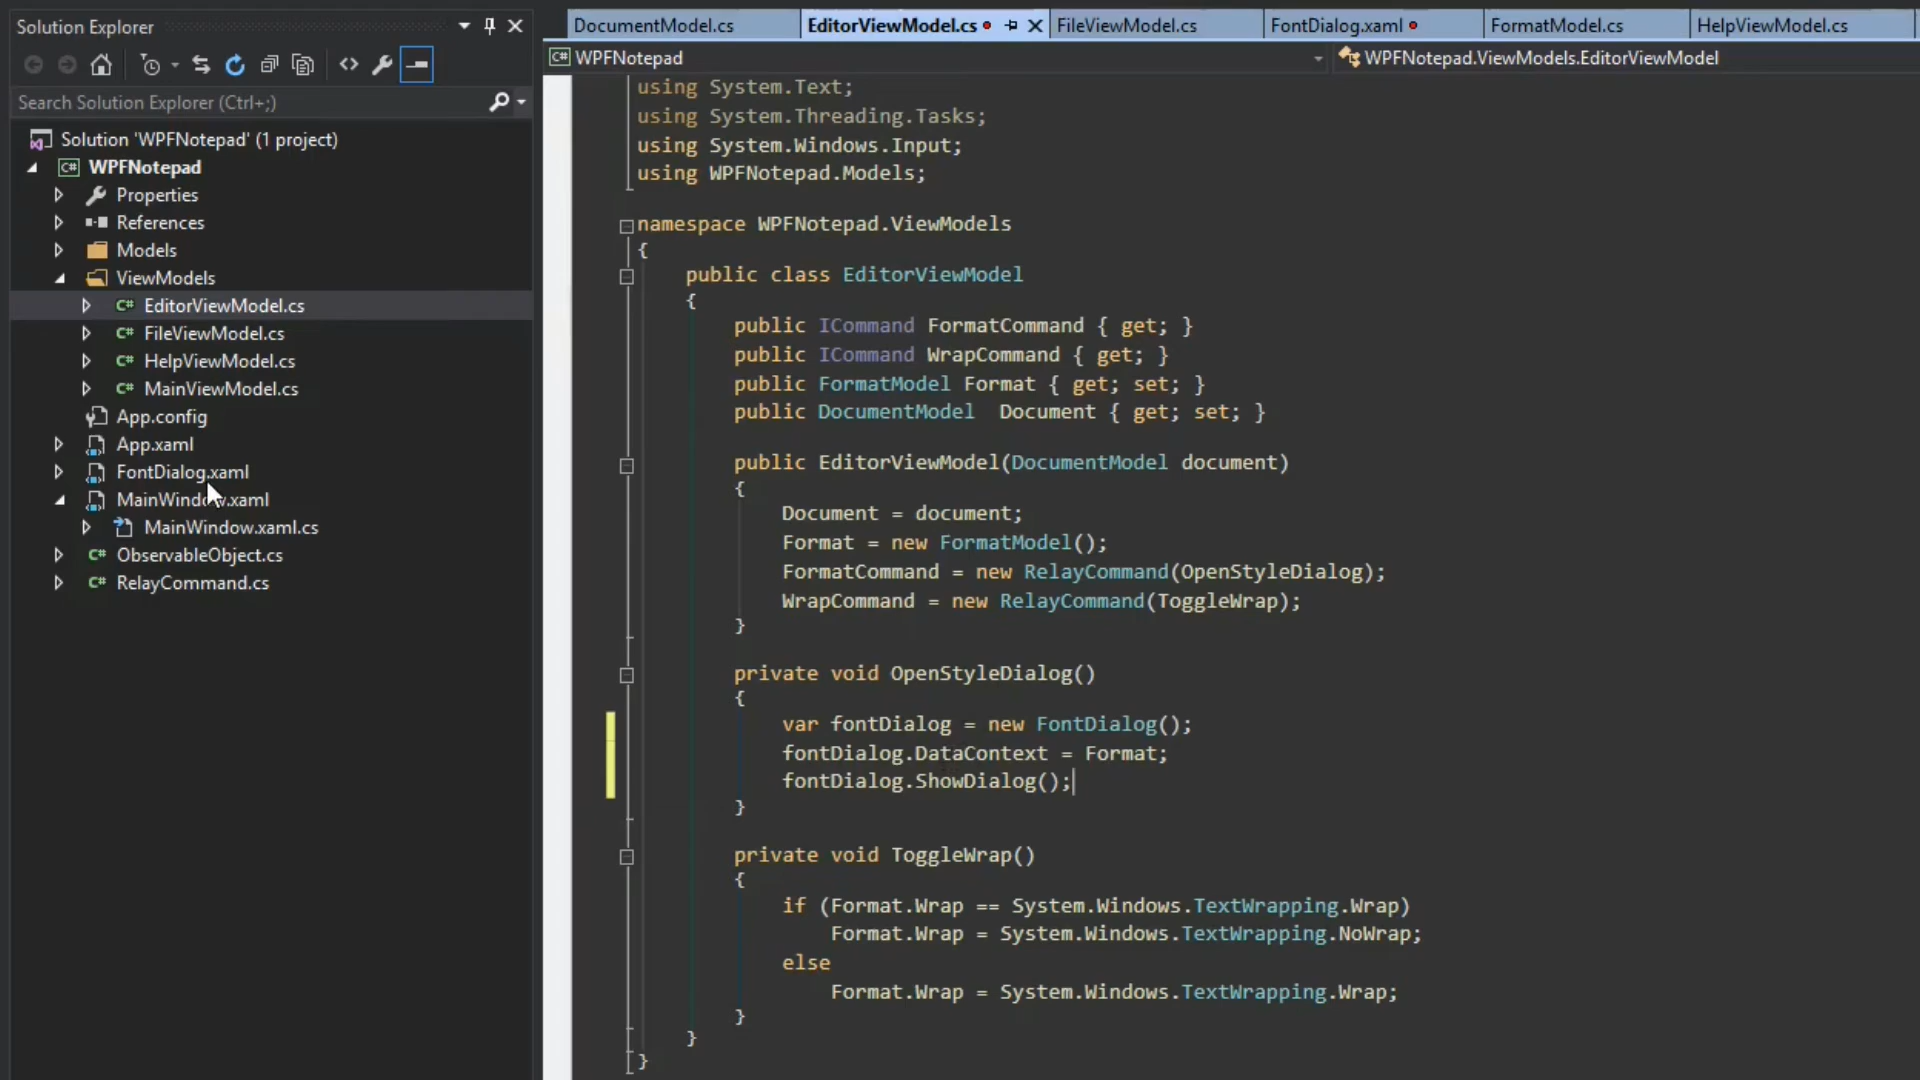 Solution Explorer
Search Solution Explorer (Ctrl+;)
Solution 'WPFNotepad' (1 project)
WPFNotepad
Properties
References
Models
ViewModels
EditorViewModel.cs
FileViewModel.cs
HelpViewModel.cs
MainViewModel.cs
App.config
App.xaml
FontDialog.xaml
MainWindow.xaml
MainWindow.xaml.cs
ObservableObject.cs
RelayCommand.cs
DocumentModel.cs
EditorViewModel.cs
FileViewModel.cs
FontDialog.xaml
FormatModel.cs
HelpViewModel.cs
WPFNotepad
WPFNotepad.ViewModels.EditorViewModel
using System.Text;
using System.Threading.Tasks;
using System.Windows.Input;
using WPFNotepad.Models;
namespace WPFNotepad.ViewModels
{
public class EditorViewModel
{
public ICommand FormatCommand { get; }
public ICommand WrapCommand { get; }
public FormatModel Format { get; set; }
public DocumentModel  Document { get; set; }
public EditorViewModel(DocumentModel document)
{
Document = document;
Format = new FormatModel();
FormatCommand = new RelayCommand(OpenStyleDialog);
WrapCommand = new RelayCommand(ToggleWrap);
}
private void OpenStyleDialog()
{
var fontDialog = new FontDialog();
fontDialog.DataContext = Format;
fontDialog.ShowDialog();
}
private void ToggleWrap()
{
if (Format.Wrap == System.Windows.TextWrapping.Wrap)
Format.Wrap = System.Windows.TextWrapping.NoWrap;
else
Format.Wrap = System.Windows.TextWrapping.Wrap;
}
}
}